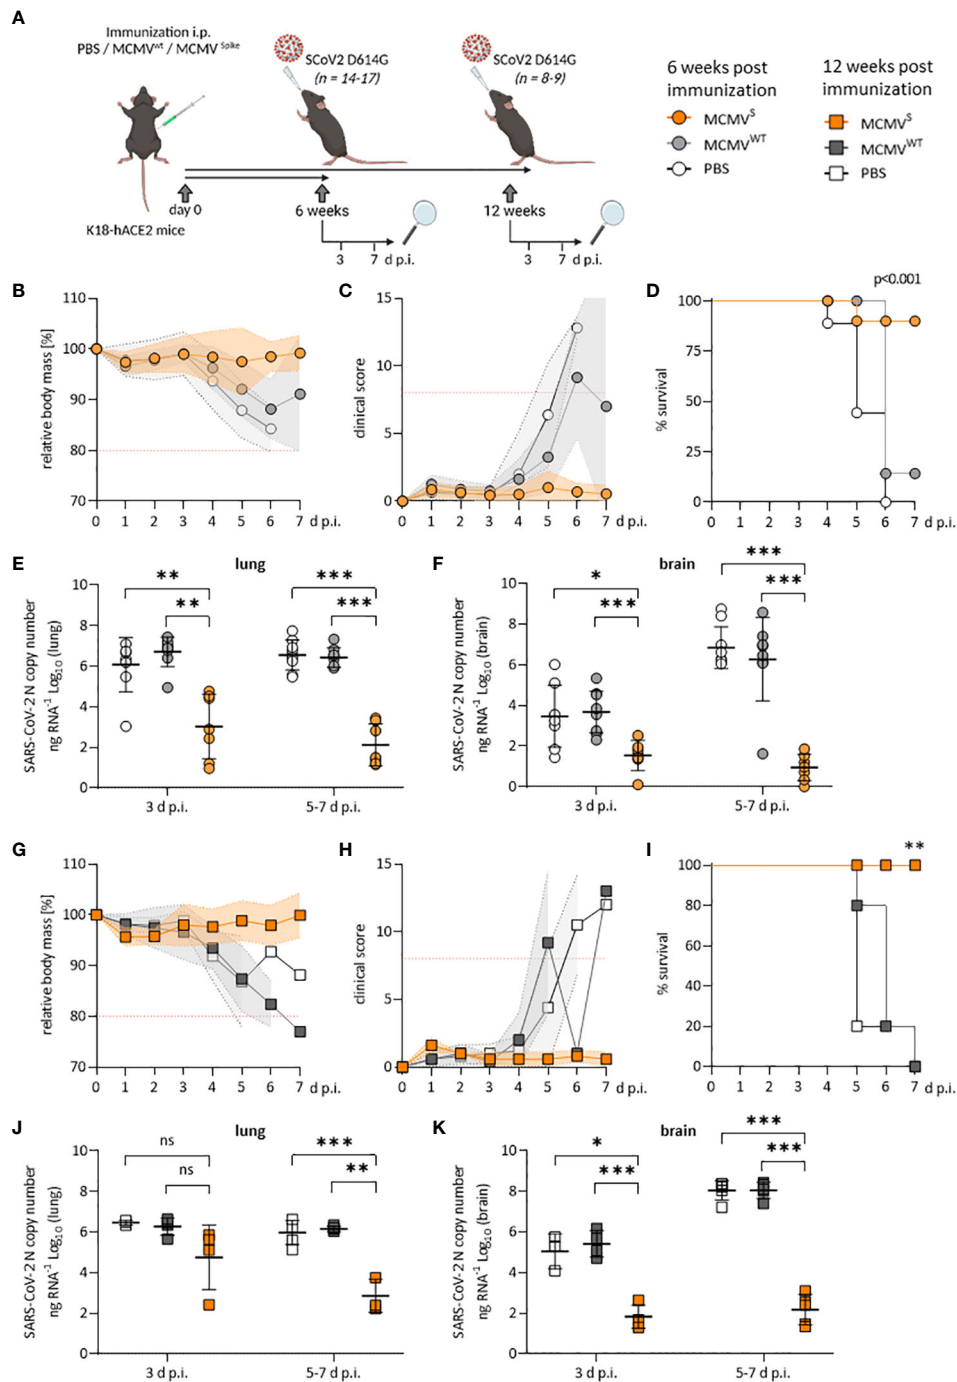 A
Immunization i.p.
PBS / MCMVwt / MCMV Spike
SCoV2 D614G
(n = 14-17)
SCoV2 D614G
(n = 8-9)
day 0
6 weeks
12 weeks
K18-hACE2 mice
3 7 d p.i.
3 7 d p.i.
6 weeks post
immunization
MCMVS
MCMVWT
PBS
12 weeks post
immunization
MCMVS
MCMVWT
PBS
B
relative body mass [%]
110
100
90
80
70
0 1 2 3 4 5 6 7 d p.i.
C
clinical score
15
10
5
0
0 1 2 3 4 5 6 7 d p.i.
D
p<0.001
% survival
100
75
50
25
0
0 1 2 3 4 5 6 7 d p.i.
E
lung
SARS-CoV-2 N copy number
ng RNA-1 Log10 (lung)
10
8
6
4
2
0
** ** *** ***
3 d p.i. 5-7 d p.i.
F
brain
SARS-CoV-2 N copy number
ng RNA-1 Log10 (brain)
10
8
6
4
2
0
* *** *** ***
3 d p.i. 5-7 d p.i.
G
relative body mass [%]
110
100
90
80
70
0 1 2 3 4 5 6 7 d p.i.
H
clinical score
15
10
5
0
0 1 2 3 4 5 6 7 d p.i.
I
**
% survival
100
80
60
40
20
0
0 1 2 3 4 5 6 7 d p.i.
J
lung
SARS-CoV-2 N copy number
ng RNA-1 Log10 (lung)
10
8
6
4
2
0
ns ns *** **
3 d p.i. 5-7 d p.i.
K
brain
SARS-CoV-2 N copy number
ng RNA-1 Log10 (brain)
10
8
6
4
2
0
* *** *** ***
3 d p.i. 5-7 d p.i.